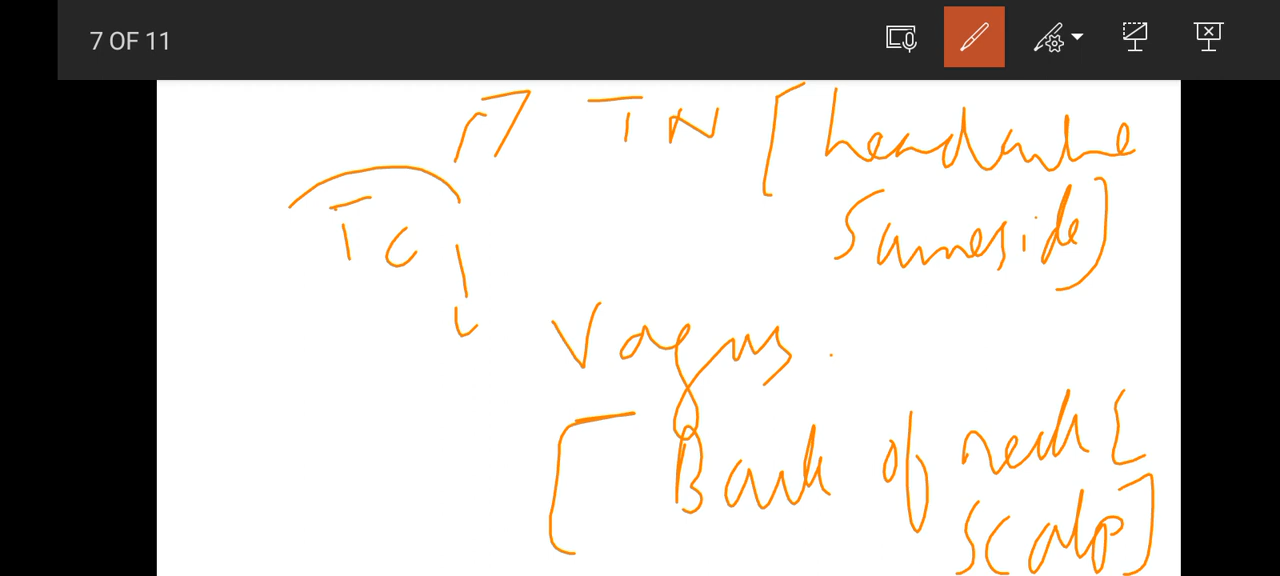 7 OF 11
TN [headache
TC
Same side]
Vagus.
[Back of neck &
scalp]